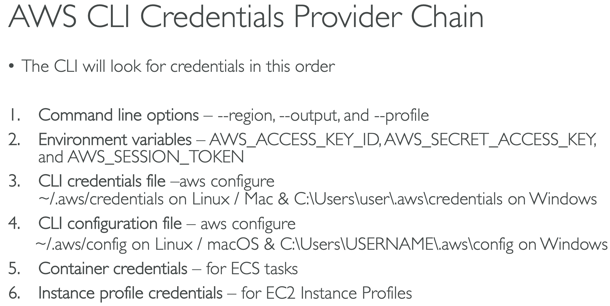 AWS CLI Credentials Provider Chain
• The CLI will look for credentials in this order
1. Command line options – --region, --output, and --profile
2. Environment variables – AWS_ACCESS_KEY_ID, AWS_SECRET_ACCESS_KEY,
and AWS_SESSION_TOKEN
3. CLI credentials file –aws configure
~/.aws/credentials on Linux / Mac & C:\Users\user\.aws\credentials on Windows
4. CLI configuration file – aws configure
~/.aws/config on Linux / macOS & C:\Users\USERNAME\.aws\config on Windows
5. Container credentials – for ECS tasks
6. Instance profile credentials – for EC2 Instance Profiles